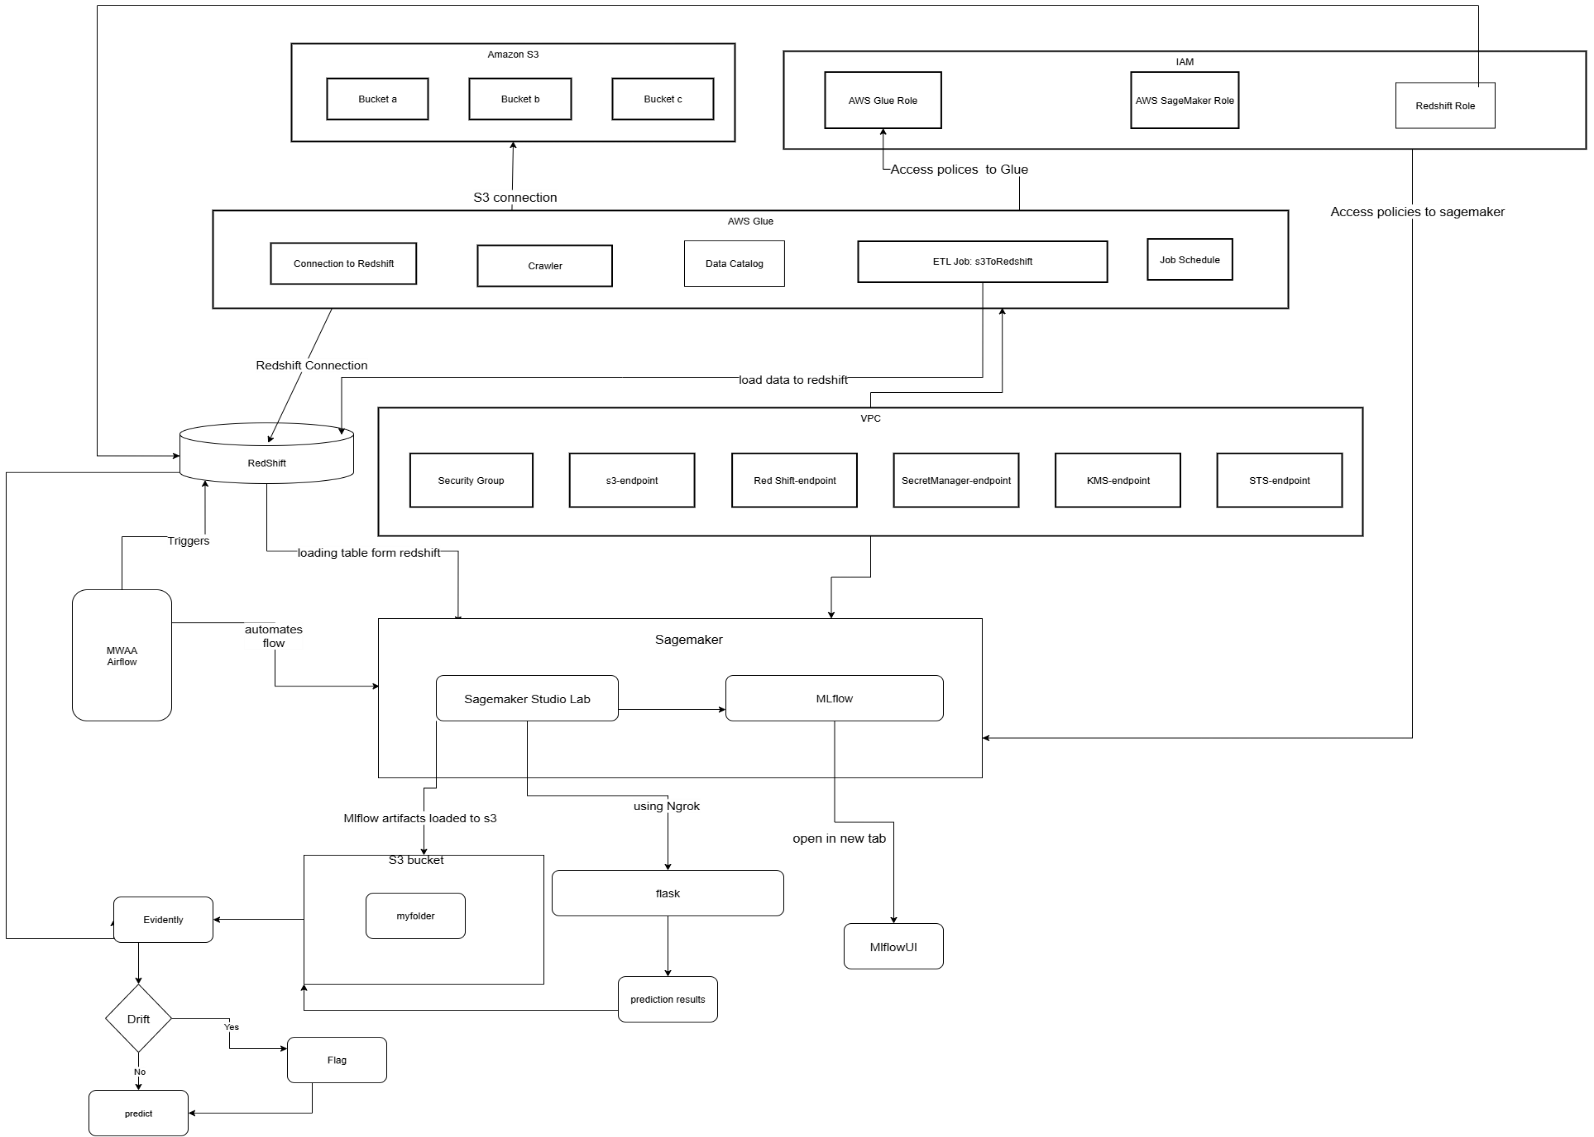 Amazon S3
Bucket a
Bucket b
Bucket c
IAM
AWS Glue Role
AWS SageMaker Role
Redshift Role
Access polices  to Glue
S3 connection
Access policies to sagemaker
AWS Glue
Connection to Redshift
Crawler
Data Catalog
ETL Job: s3ToRedshift
Job Schedule
Redshift Connection
load data to redshift
VPC
Security Group
s3-endpoint
Red Shift-endpoint
SecretManager-endpoint
KMS-endpoint
STS-endpoint
RedShift
Triggers
loading table form redshift
MWAA
Airflow
automates
flow
Sagemaker
Sagemaker Studio Lab
MLflow
Mlflow artifacts loaded to s3
using Ngrok
open in new tab
S3 bucket
myfolder
flask
Evidently
MlflowUI
prediction results
Drift
Yes
Flag
No
predict